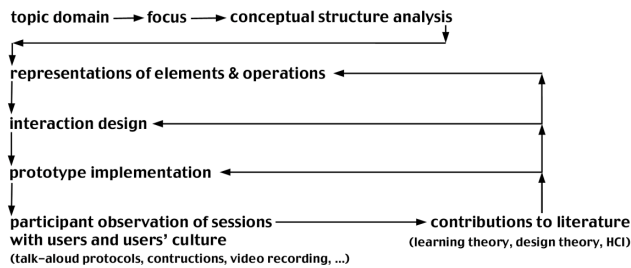 topic domain focus conceptual structure analysis
representations of elements & operations
interaction design
prototype implementation
participant observation of sessions
with users and users' culture
(talk-aloud protocols, contructions, video recording, ...)
contributions to literature
(learning theory, design theory, HCI)